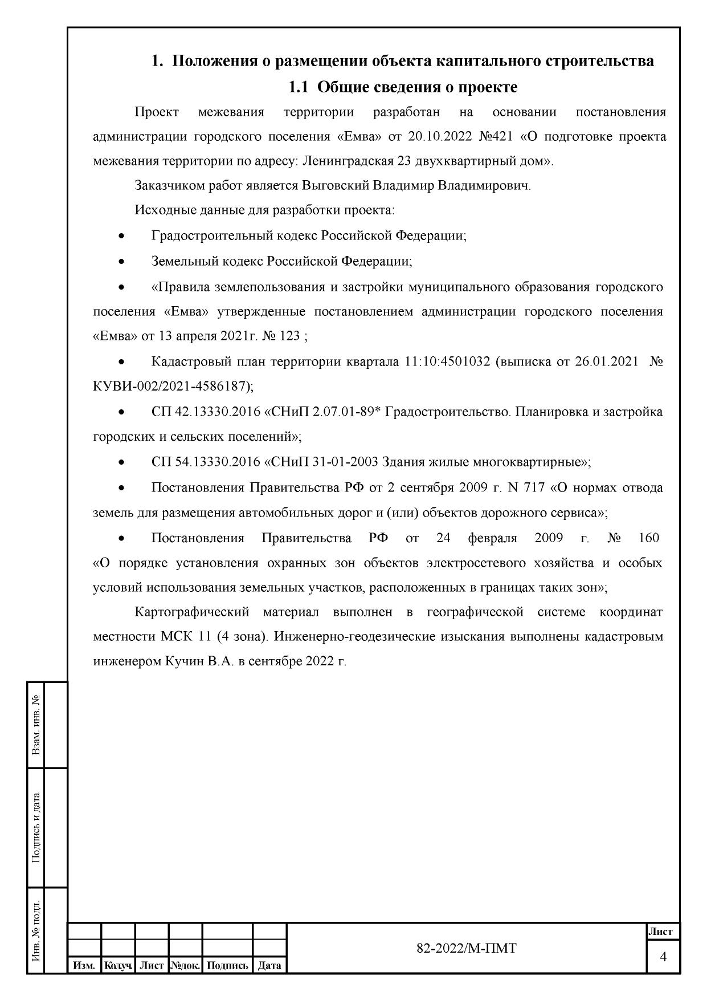 1. Положения о размещении объекта капитального строительства
1.1 Общие сведения о проекте
Проект межевания территории разработан на основании постановления
администрации городского поселения «Емва» от 20.10.2022 №421 «О подготовке проекта
межевания территории по адресу: Ленинградская 23 двухквартирный дом».
Заказчиком работ является Выговский Владимир Владимирович.
Исходные данные для разработки проекта:
• Градостроительный кодекс Российской Федерации;
• Земельный кодекс Российской Федерации;
• «Правила землепользования и застройки муниципального образования городского
поселения «Емва» утвержденные постановлением администрации городского поселения
«Емва» от 13 апреля 2021г. № 123 ;
• Кадастровый план территории квартала 11:10:4501032 (выписка от 26.01.2021 №
КУВИ-002/2021-4586187);
• СП 42.13330.2016 «СНиП 2.07.01-89* Градостроительство. Планировка и застройка
городских и сельских поселений»;
• СП 54.13330.2016 «СНиП 31-01-2003 Здания жилые многоквартирные»;
• Постановления Правительства РФ от 2 сентября 2009 г. N 717 «О нормах отвода
земель для размещения автомобильных дорог и (или) объектов дорожного сервиса»;
• Постановления Правительства РФ от 24 февраля 2009 г. № 160
«О порядке установления охранных зон объектов электросетевого хозяйства и особых
условий использования земельных участков, расположенных в границах таких зон»;
Картографический материал выполнен в географической системе координат
местности МСК 11 (4 зона). Инженерно-геодезические изыскания выполнены кадастровым
инженером Кучин В.А. в сентябре 2022 г.
Взам. инв. №
Подпись и дата
Инв. № подл.
Изм. Колуч. Лист №док. Подпись Дата
82-2022/М-ПМТ
Лист
4